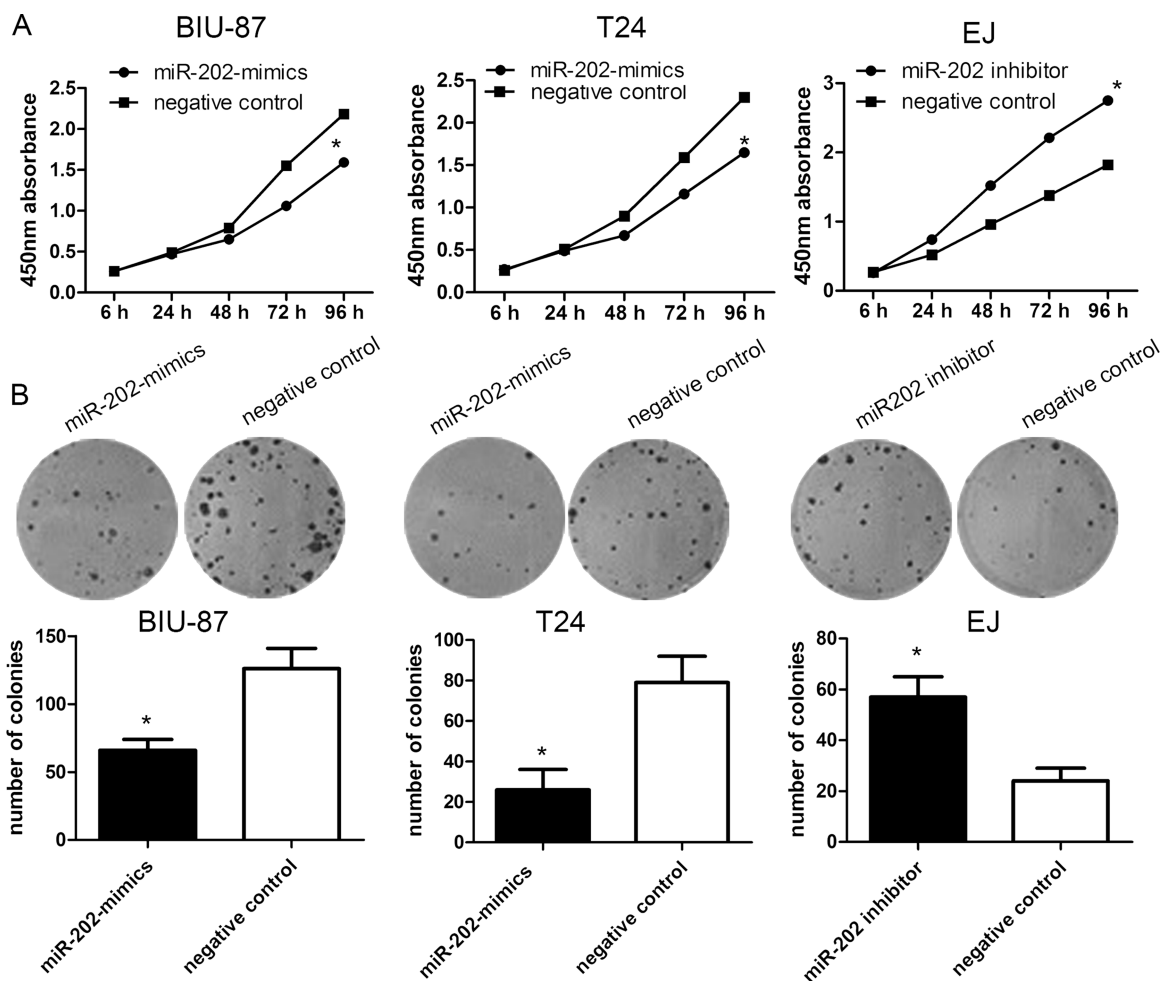 A
BIU-87
T24
EJ
miR-202-mimics
negative control
miR-202-mimics
negative control
miR-202 inhibitor
negative control
450nm absorbance
2.5
2.0
1.5
1.0
0.5
0.0
6 h 24 h 48 h 72 h 96 h
*
450nm absorbance
2.5
2.0
1.5
1.0
0.5
0.0
6 h 24 h 48 h 72 h 96 h
*
450nm absorbance
3
2
1
0
6 h 24 h 48 h 72 h 96 h
*
B
miR-202-mimics
negative control
miR-202-mimics
negative control
miR202 inhibitor
negative control
BIU-87
number of colonies
150
100
50
0
*
miR-202-mimics
negative control
T24
number of colonies
100
80
60
40
20
0
*
miR-202-mimics
negative control
EJ
number of colonies
80
60
40
20
0
*
miR-202 inhibitor
negative control